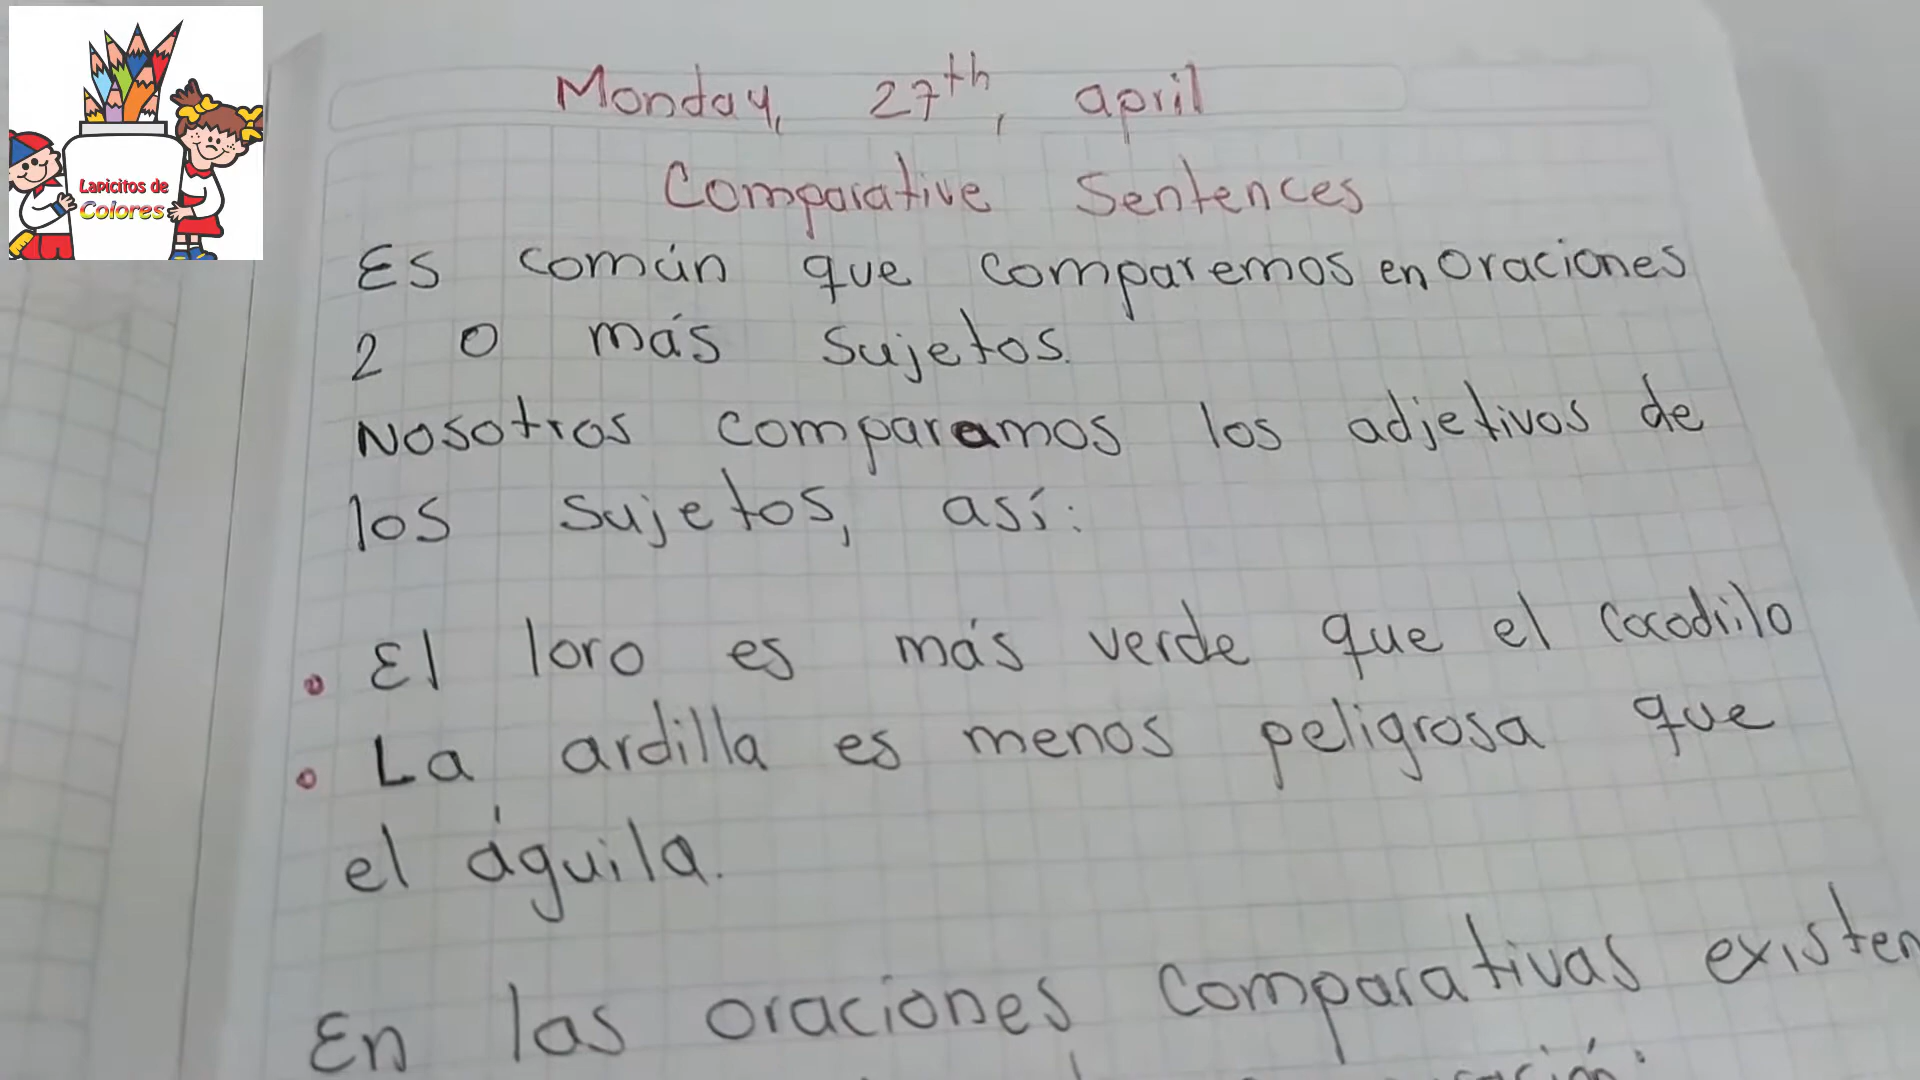 Lapicitos de
Colores
Monday, 27th, april
Comparative Sentences
Es común que comparemos en oraciones
2 o más sujetos.
Nosotros comparamos los adjetivos de
los sujetos, así:
• El loro es más verde que el cocodrilo
• La ardilla es menos peligrosa que
el águila.
En las oraciones comparativas existen